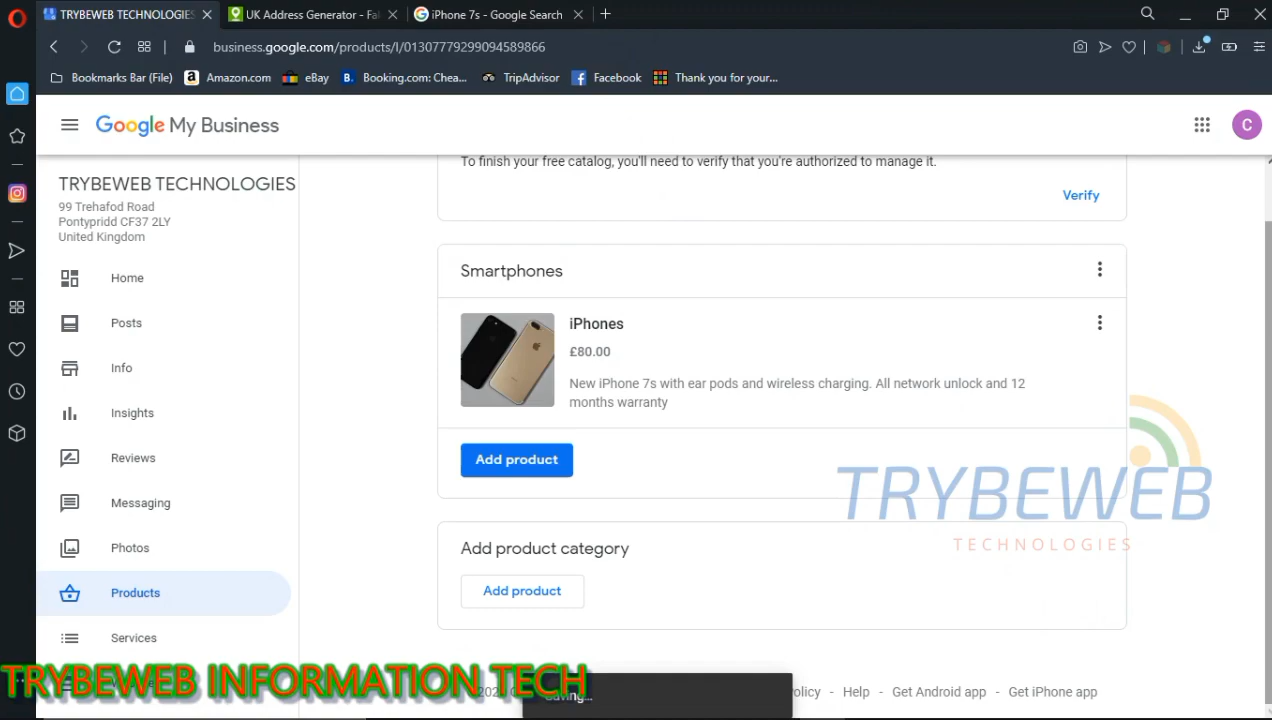 TRYBEWEB TECHNOLOGIES
UK Address Generator - Fa
iPhone 7s - Google Search
business.google.com/products/l/01307779299094589866
Bookmarks Bar (File)
Amazon.com
eBay
Booking.com: Chea...
TripAdvisor
Facebook
Thank you for your...
Google My Business
C
TRYBEWEB TECHNOLOGIES
99 Trehafod Road
Pontypridd CF37 2LY
United Kingdom
Home
Posts
Info
Insights
Reviews
Messaging
Photos
Products
Services
To finish your free catalog, you'll need to verify that you're authorized to manage it.
Verify
Smartphones
iPhones
£80.00
New iPhone 7s with ear pods and wireless charging. All network unlock and 12
months warranty
Add product
Add product category
Add product
TRYBEWEB
TECHNOLOGIES
TRYBEWEB INFORMATION TECH
Saving...
Help - Get Android app - Get iPhone app